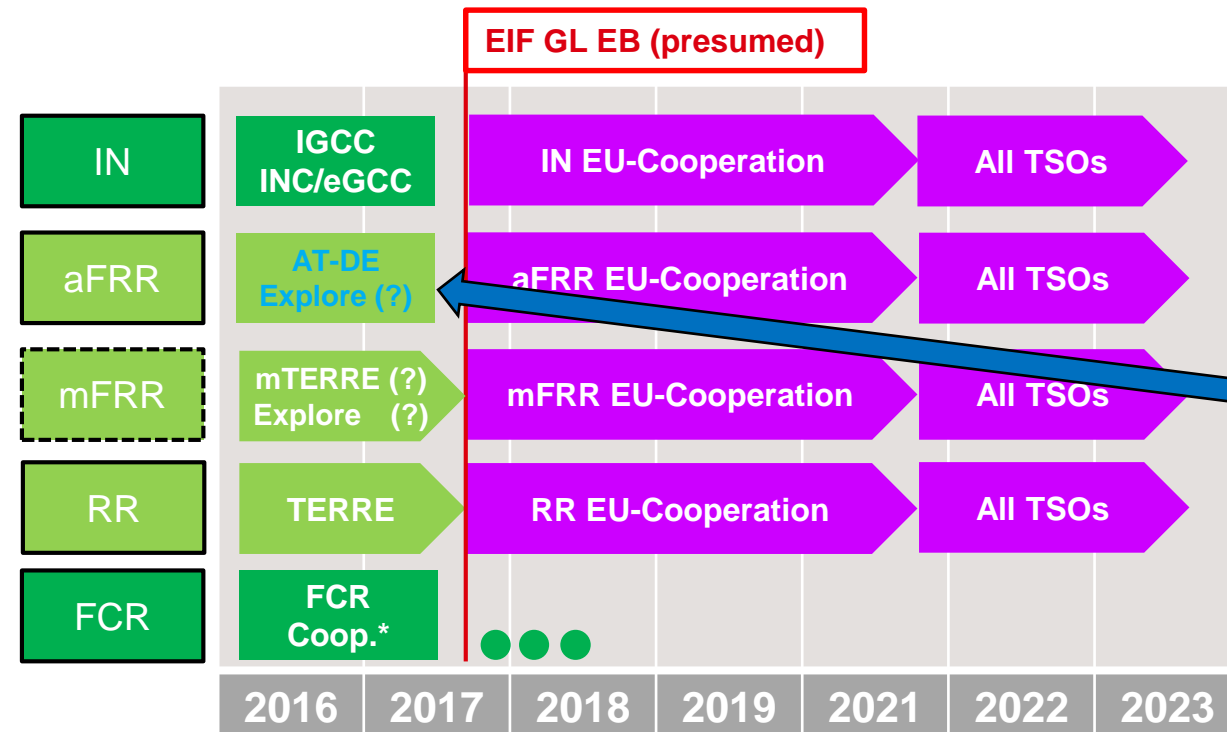 EIF GL EB (presumed)
IN
IGCC
INC/eGCC
IN EU-Cooperation
All TSOs
aFRR
AT-DE
Explore (?)
aFRR EU-Cooperation
All TSOs
mFRR
mTERRE (?)
Explore (?)
mFRR EU-Cooperation
All TSOs
RR
TERRE
RR EU-Cooperation
All TSOs
FCR
FCR
Coop.*
2016 2017 2018 2019 2021 2022 2023